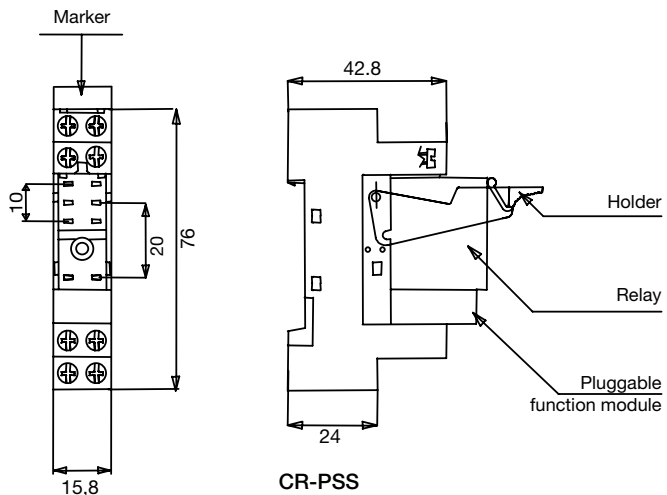 Marker
42.8
10
20
76
Holder
Relay
Pluggable
function module
24
15,8
CR-PSS